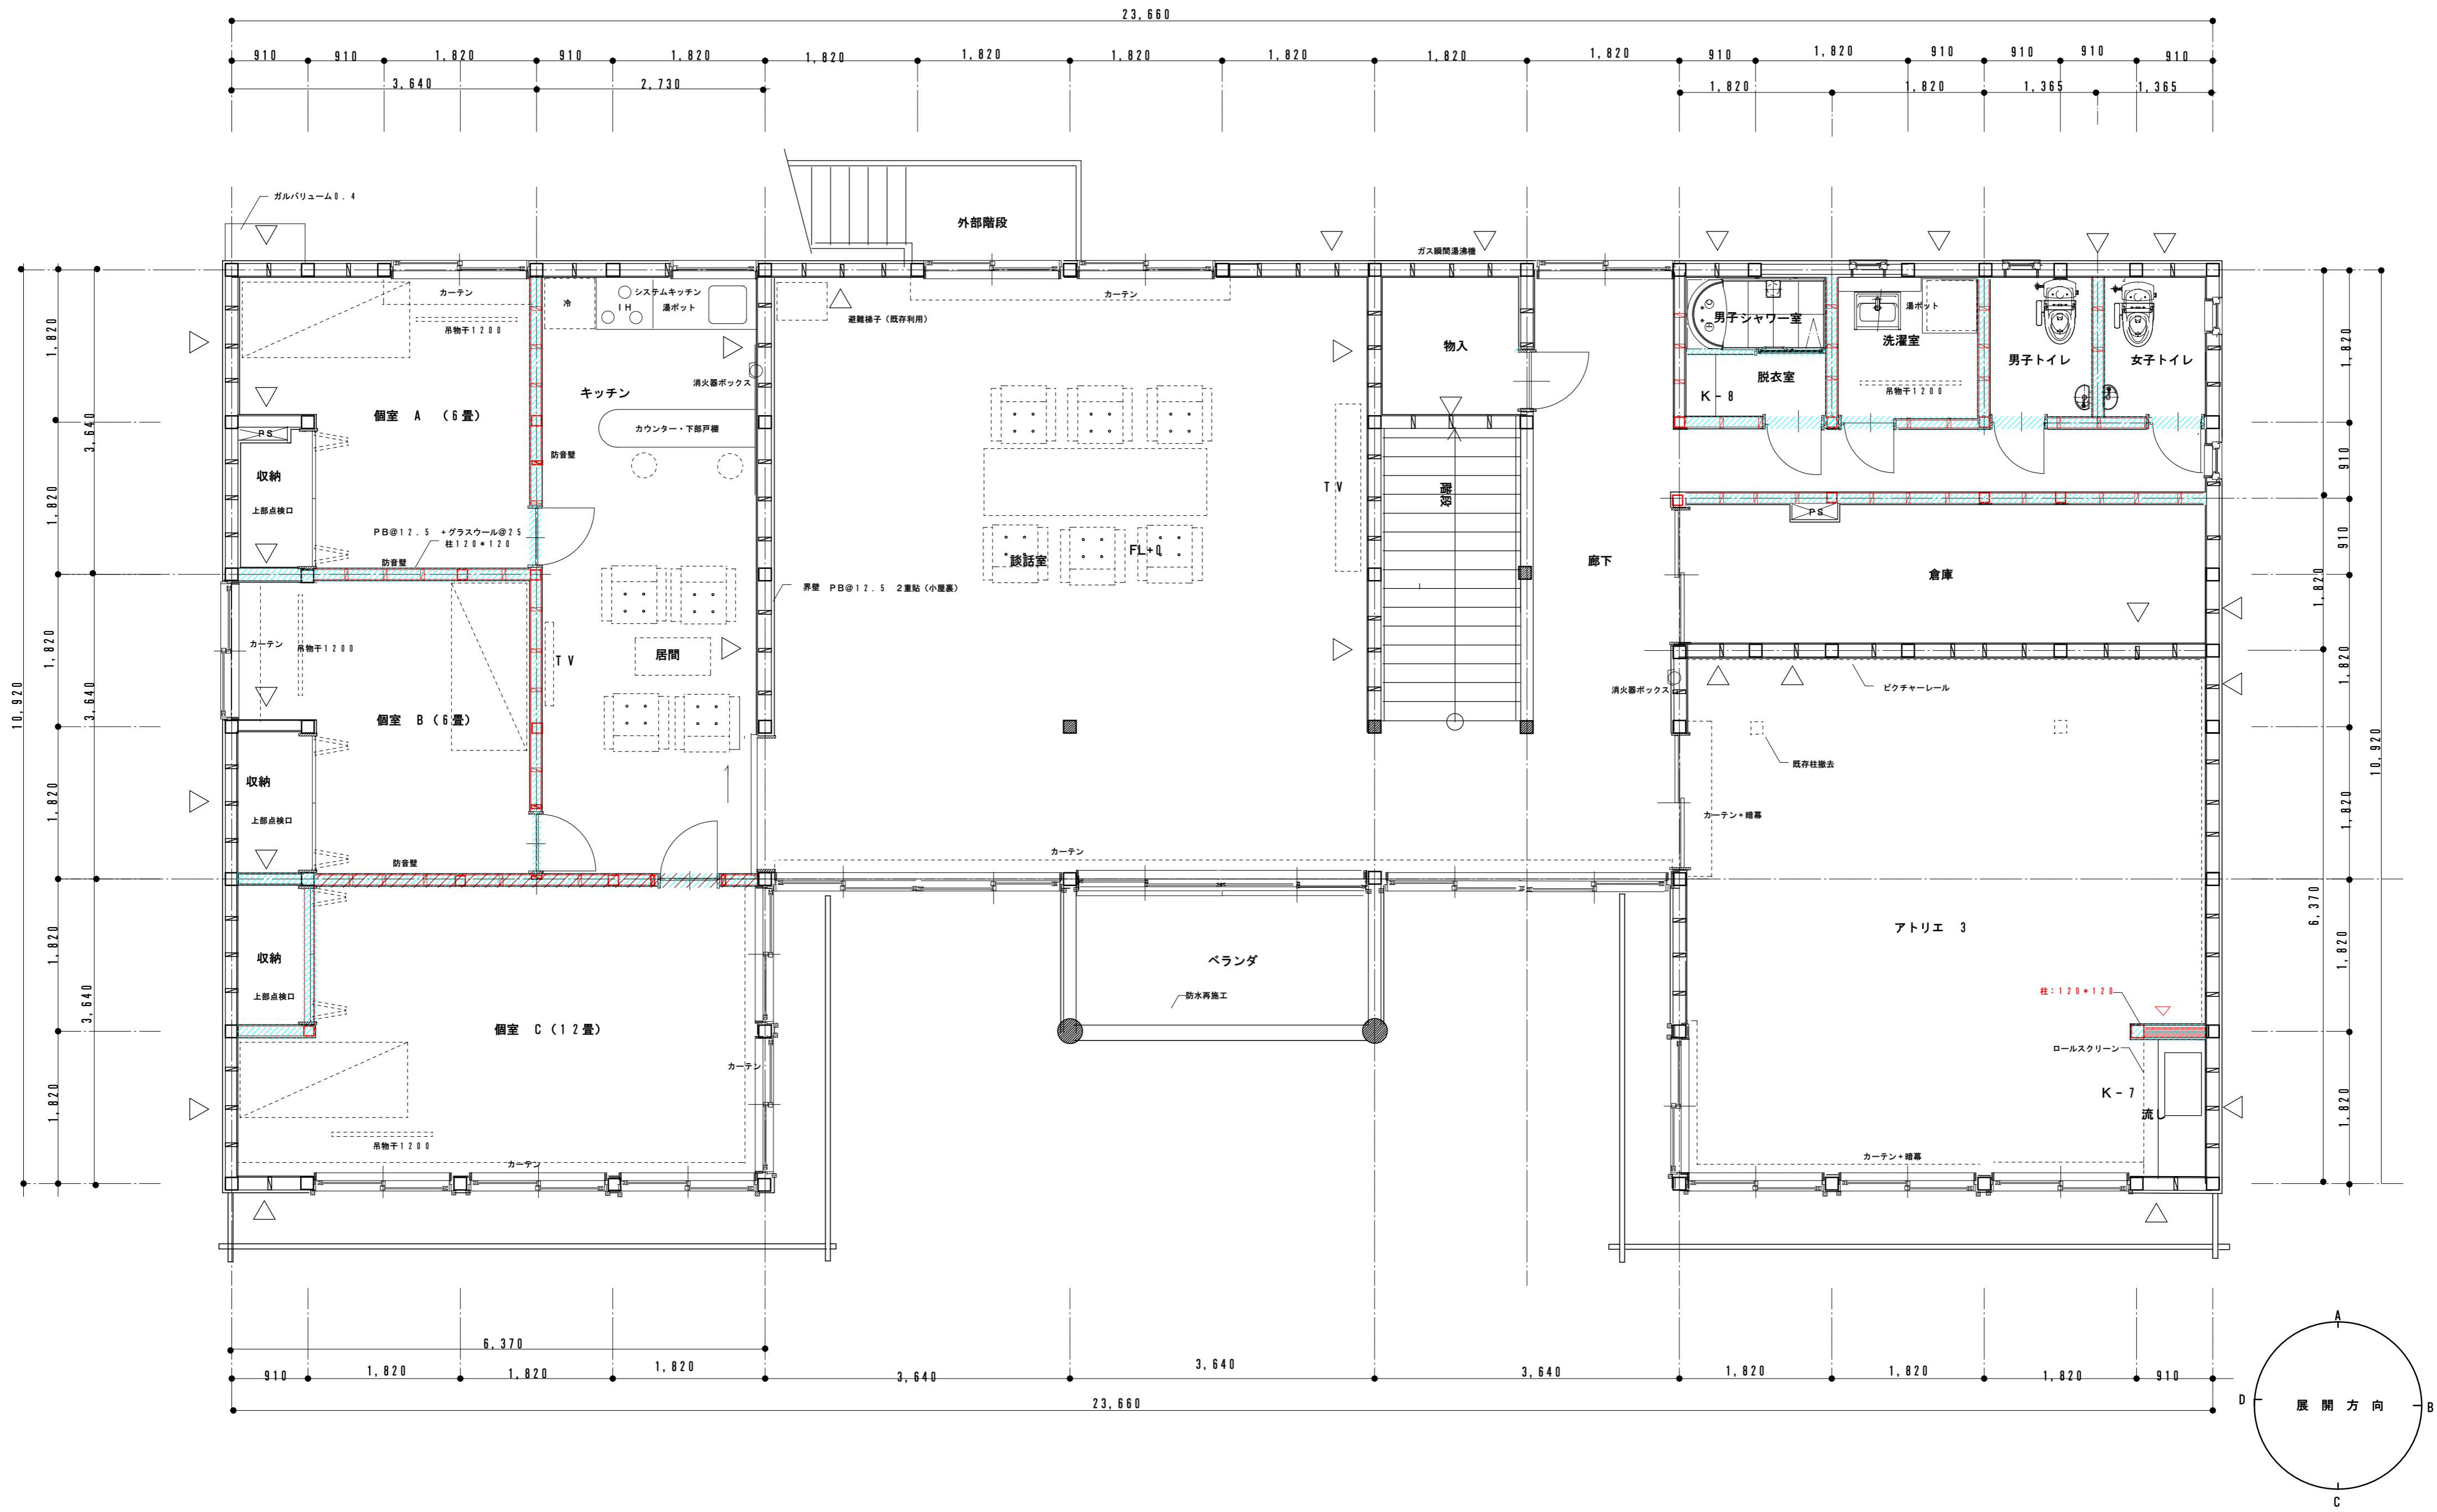 23,660
910
910
1,820
910
1,820
1,820
1,820
1,820
1,820
1,820
1,820
910
1,820
910
910
910
910
3,640
2,730
1,820
1,820
1,365
1,365
ガルバリューム0.4
外部階段
ガス瞬間湯沸機
カーテン
冷
システムキッチン
IH
湯ポット
カーテン
吊物干1200
避難梯子（既存利用）
男子シャワー室
湯ポット
洗濯室
物入
男子トイレ
女子トイレ
脱衣室
K-8
吊物干1200
消火器ボックス
キッチン
個室 A （6畳）
カウンター・下部戸棚
PS
防音壁
収納
上部点検口
TV
階段
PS
PB@12.5 +グラスウール@25
柱120*120
防音壁
談話室
FL+0
廊下
倉庫
界壁 PB@12.5 2重貼（小屋裏）
カーテン
吊物干1200
TV
居間
消火器ボックス
ピクチャーレール
個室 B（6畳）
既存柱撤去
収納
上部点検口
カーテン+暗幕
カーテン
防音壁
アトリエ 3
収納
ベランダ
上部点検口
防水再施工
柱:120*120
個室 C（12畳）
ロールスクリーン
カーテン
K-7
流し
吊物干1200
カーテン
カーテン+暗幕
10,920
1,820
1,820
1,820
1,820
1,820
1,820
3,640
3,640
3,640
1,820
910
910
1,820
1,820
1,820
1,820
1,820
6,370
10,920
6,370
910
1,820
1,820
1,820
3,640
3,640
3,640
1,820
1,820
1,820
910
23,660
A
D
展開方向
B
C